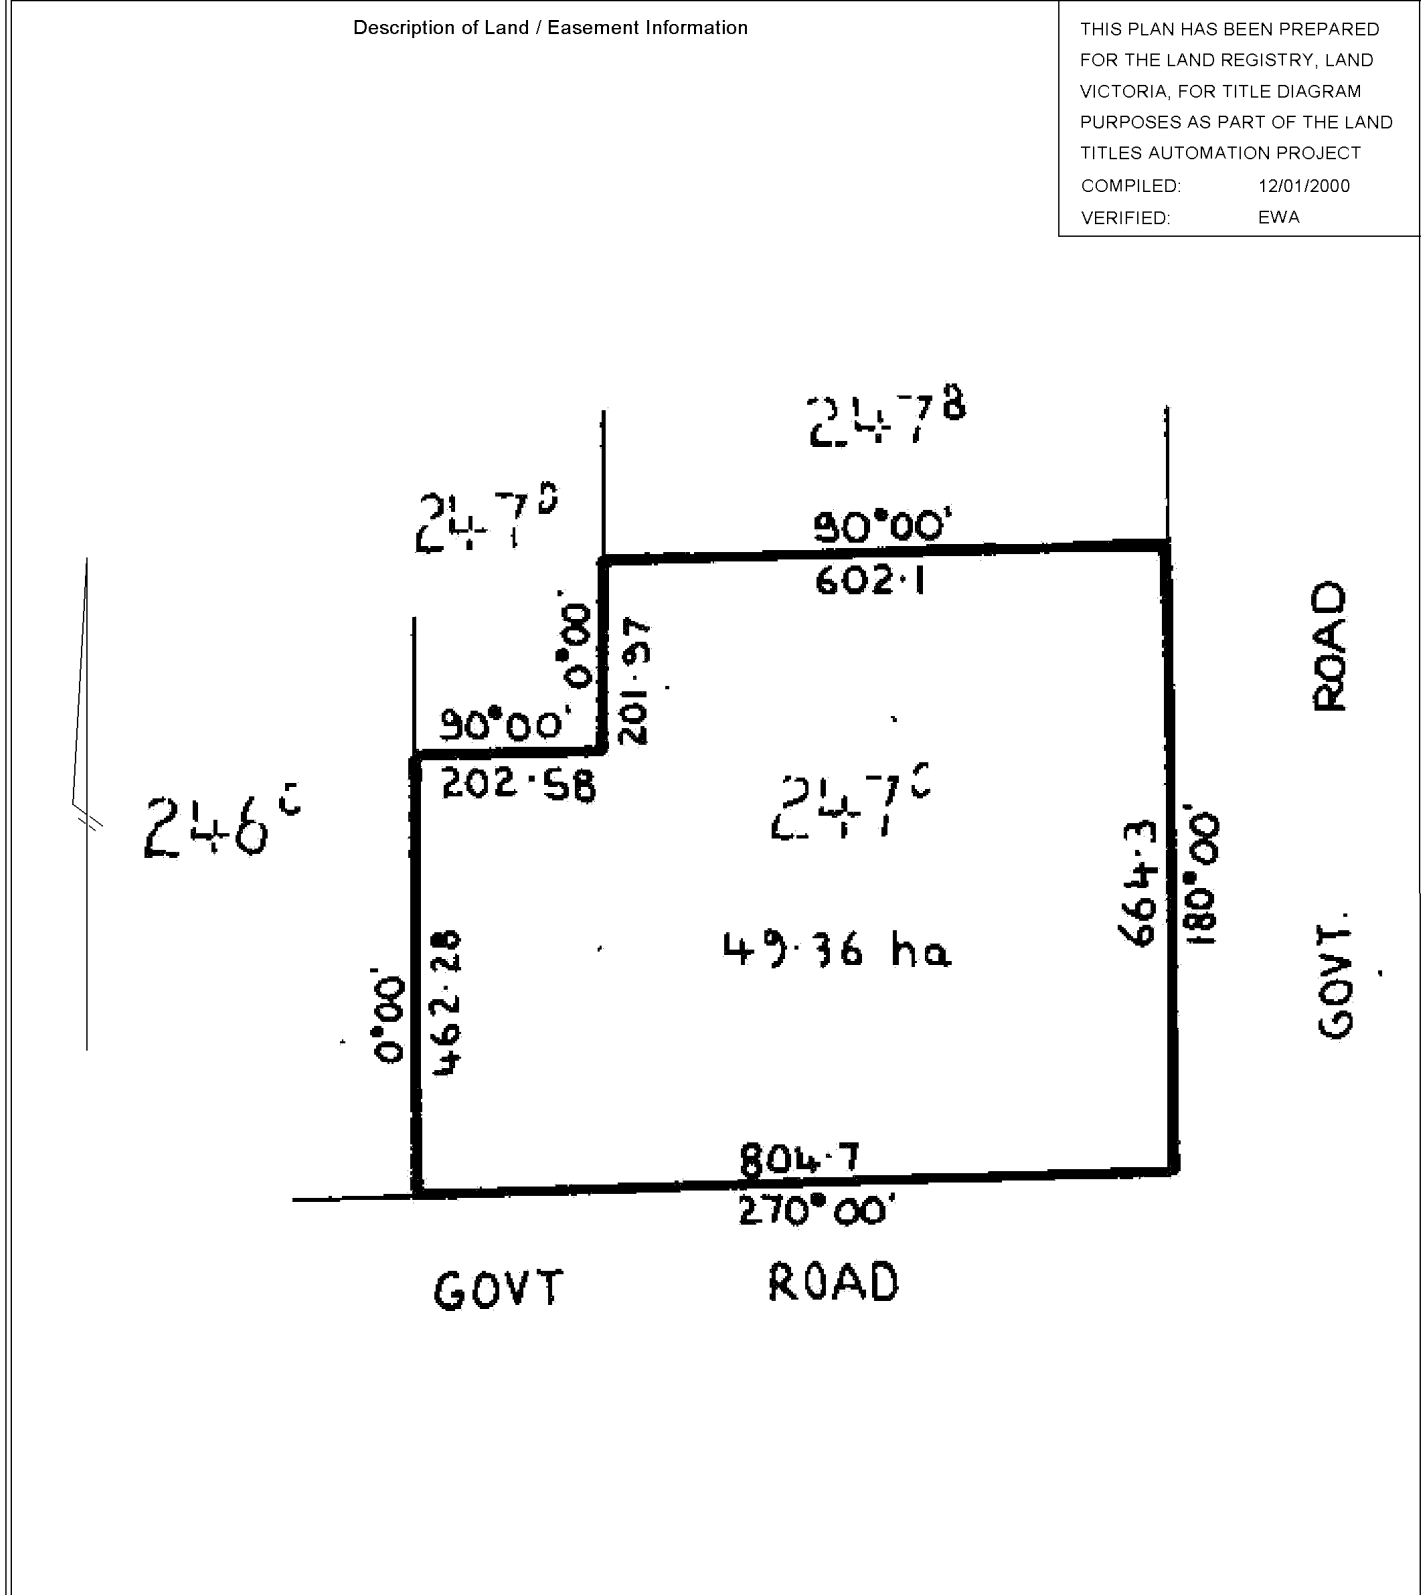 Description of Land / Easement Information
THIS PLAN HAS BEEN PREPARED
FOR THE LAND REGISTRY, LAND
VICTORIA, FOR TITLE DIAGRAM
PURPOSES AS PART OF THE LAND
TITLES AUTOMATION PROJECT
COMPILED: 12/01/2000
VERIFIED: EWA
247B
247D
90°00'
602.1
0°00'
201.97
ROAD
90°00'
202.58
246C
247C
664.3
180°00'
49.36 ha
GOVT.
0°00'
462.28
804.7
270°00'
GOVT ROAD